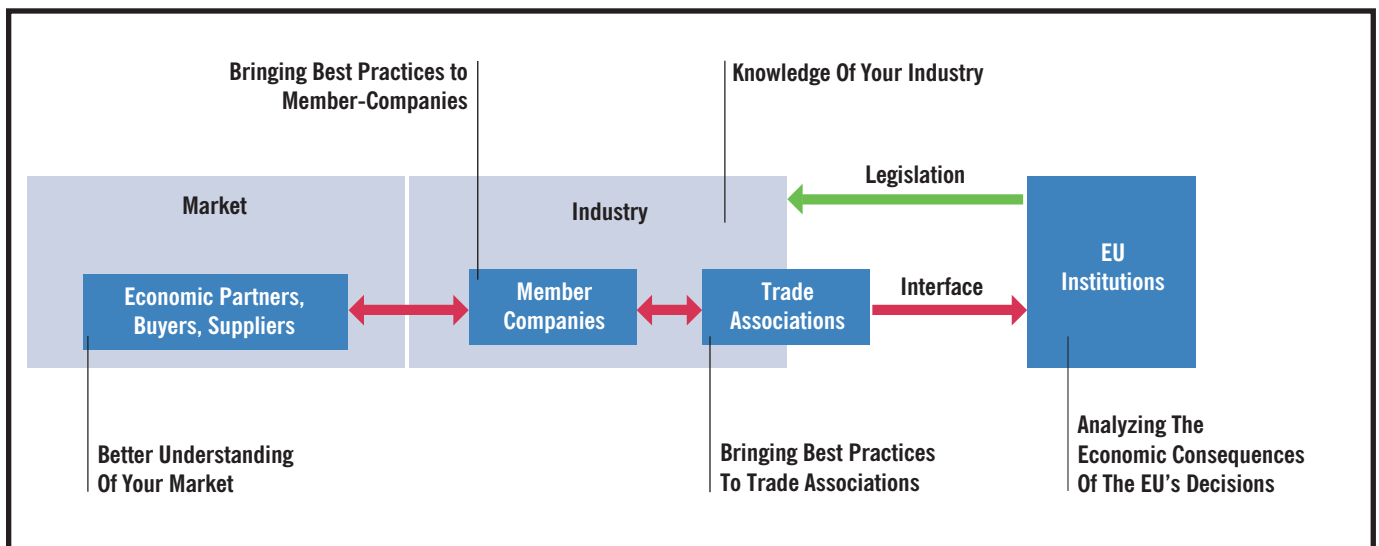 Bringing Best Practices to
Member-Companies
Knowledge Of Your Industry
Legislation
Market
Industry
EU
Institutions
Economic Partners,
Buyers, Suppliers
Member
Companies
Trade
Associations
Interface
Better Understanding
Of Your Market
Bringing Best Practices
To Trade Associations
Analyzing The
Economic Consequences
Of The EU's Decisions